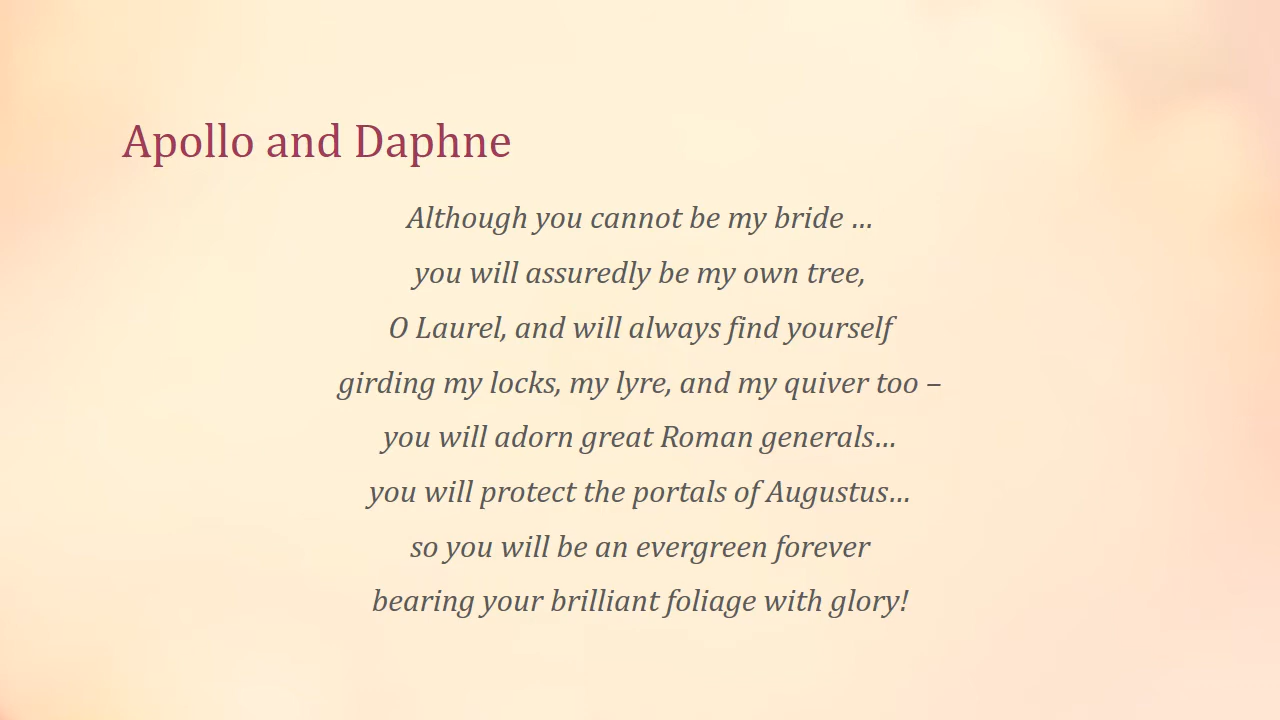 Apollo and Daphne
Although you cannot be my bride ...
you will assuredly be my own tree,
O Laurel, and will always find yourself
girding my locks, my lyre, and my quiver too –
you will adorn great Roman generals...
you will protect the portals of Augustus...
so you will be an evergreen forever
bearing your brilliant foliage with glory!